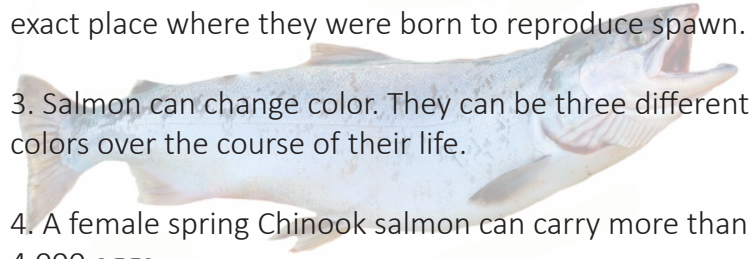 exact place where they were born to reproduce spawn.
3. Salmon can change color. They can be three different
colors over the course of their life.
4. A female spring Chinook salmon can carry more than